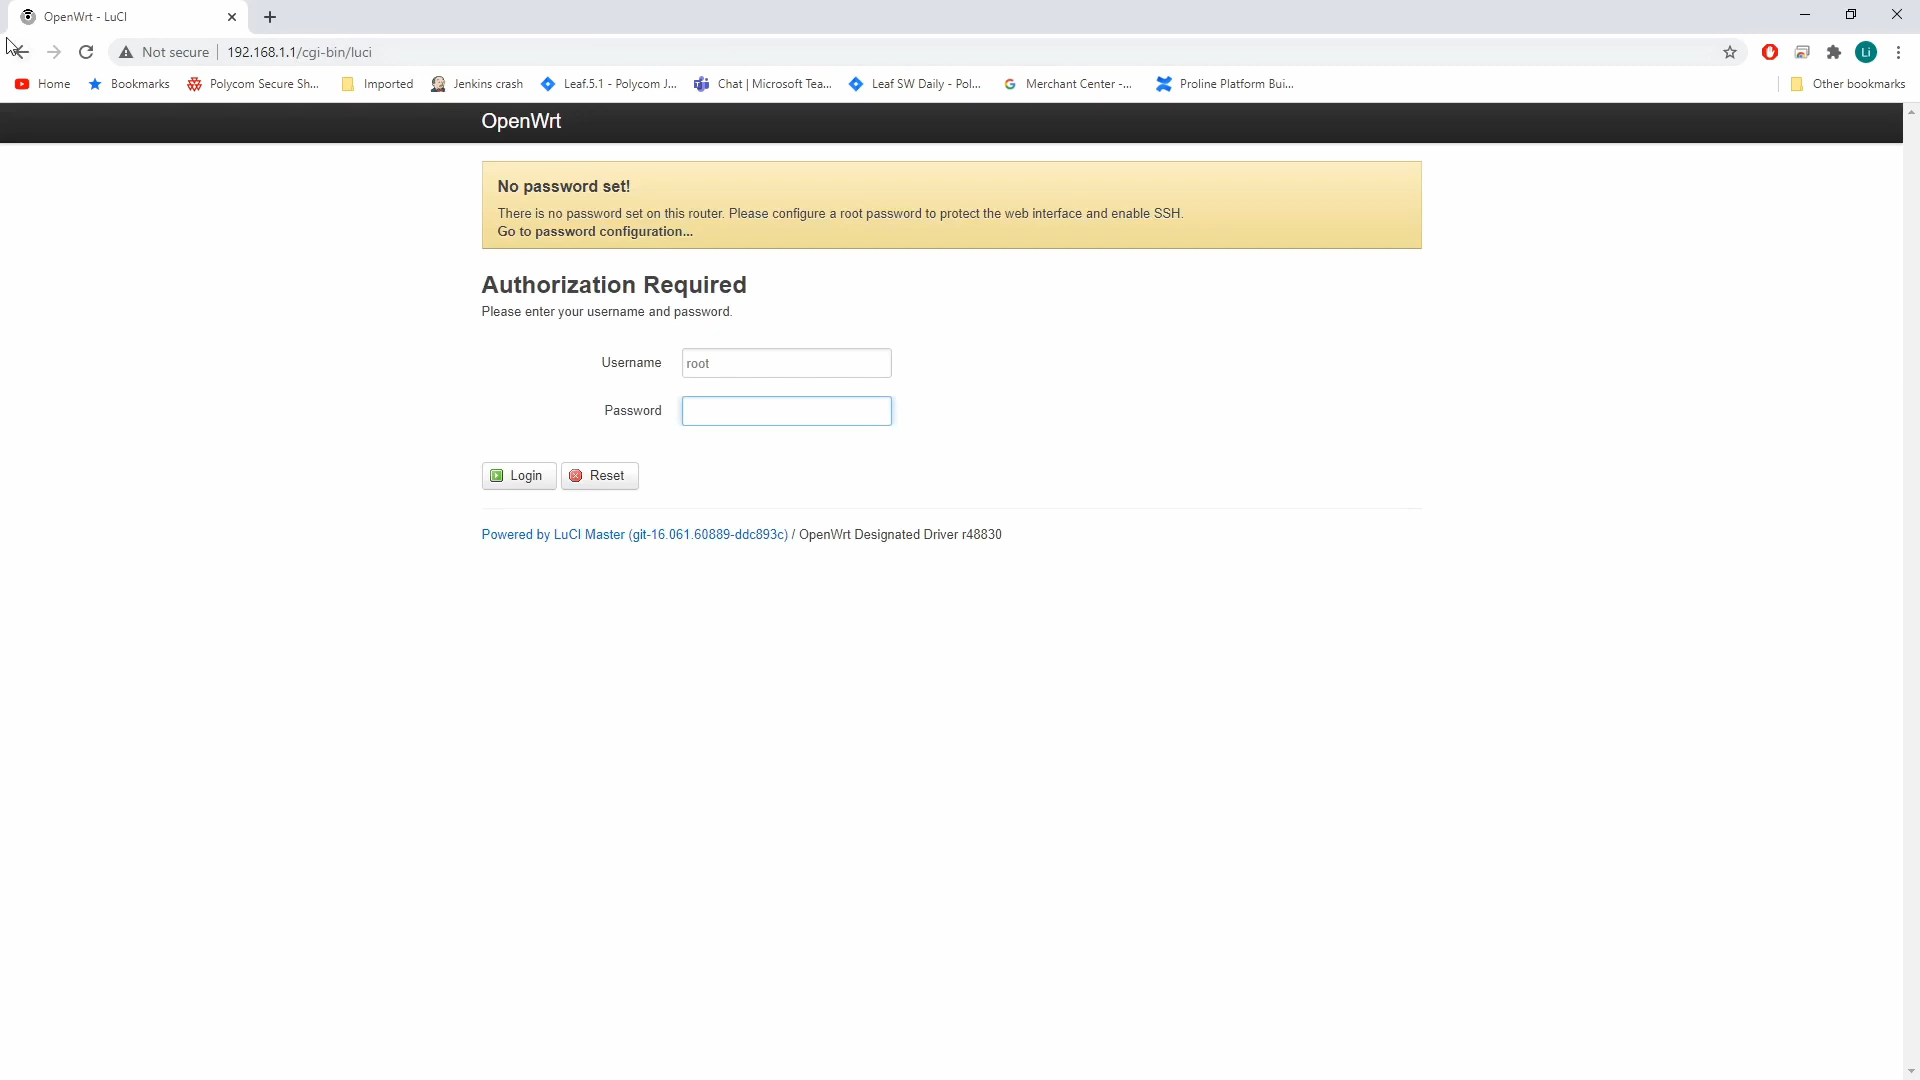 OpenWrt - LuCI
Not secure 192.168.1.1/cgi-bin/luci
Li
Home Bookmarks Polycom Secure Sh... Imported Jenkins crash Leaf.5.1 - Polycom J... Chat | Microsoft Tea... Leaf SW Daily - Pol... Merchant Center -... Proline Platform Bui... Other bookmarks
OpenWrt
No password set!
There is no password set on this router. Please configure a root password to protect the web interface and enable SSH.
Go to password configuration...
Authorization Required
Please enter your username and password.
Username root
Password
Login Reset
Powered by LuCI Master (git-16.061.60889-ddc893c) / OpenWrt Designated Driver r48830